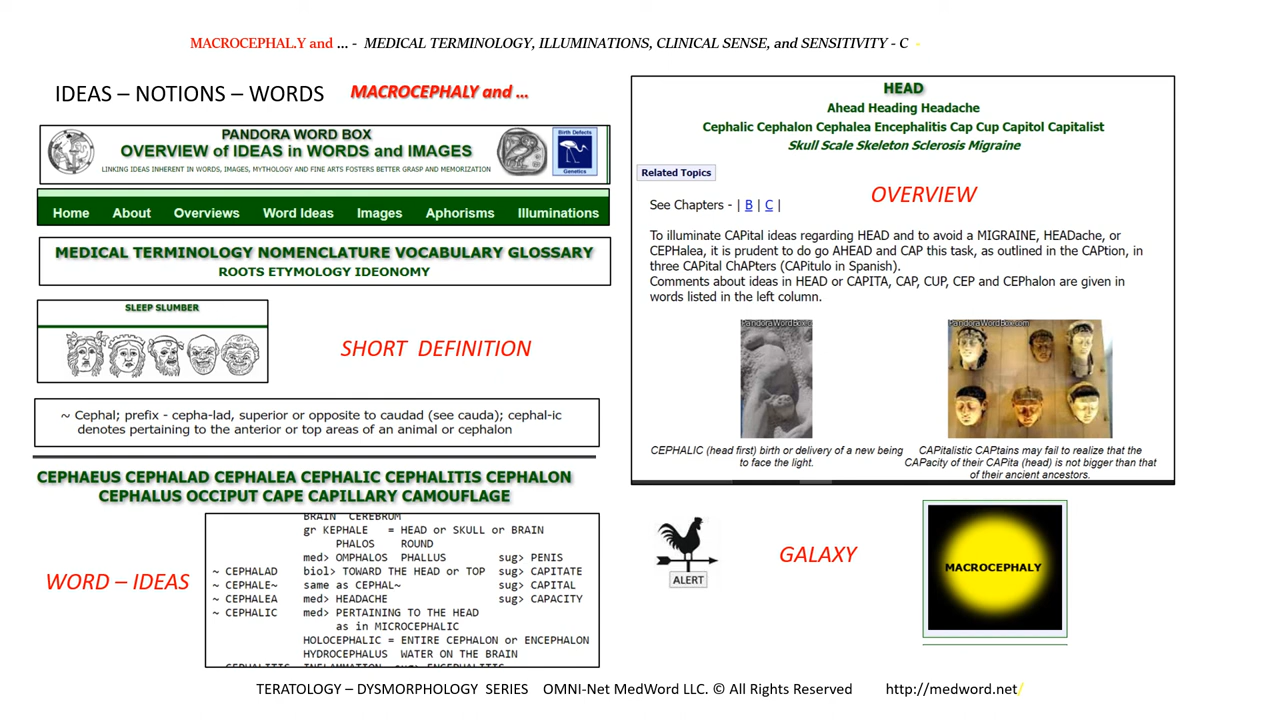 MACROCEPHAL.Y and ... - MEDICAL TERMINOLOGY, ILLUMINATIONS, CLINICAL SENSE, and SENSITIVITY - C
IDEAS – NOTIONS – WORDS
MACROCEPHALY and ...
PANDORA WORD BOX
OVERVIEW of IDEAS in WORDS and IMAGES
LINKING IDEAS INHERENT IN WORDS, IMAGES, MYTHOLOGY AND FINE ARTS FOSTERS BETTER GRASP AND MEMORIZATION
Birth Defects
Genetics
Home About Overviews Word Ideas Images Aphorisms Illuminations
MEDICAL TERMINOLOGY NOMENCLATURE VOCABULARY GLOSSARY
ROOTS ETYMOLOGY IDEONOMY
SLEEP SLUMBER
SHORT DEFINITION
~ Cephal; prefix - cepha-lad, superior or opposite to caudad (see cauda); cephal-ic
denotes pertaining to the anterior or top areas of an animal or cephalon
CEPHAEUS CEPHALAD CEPHALEA CEPHALIC CEPHALITIS CEPHALON
CEPHALUS OCCIPUT CAPE CAPILLARY CAMOUFLAGE
WORD – IDEAS
BRAIN CEREBRUM
gr KEPHALE = HEAD or SKULL or BRAIN
PHALOS ROUND
med> OMPHALOS PHALLUS sug> PENIS
~ CEPHALAD biol> TOWARD THE HEAD or TOP sug> CAPITATE
~ CEPHALE~ same as CEPHAL~ sug> CAPITAL
~ CEPHALEA med> HEADACHE sug> CAPACITY
~ CEPHALIC med> PERTAINING TO THE HEAD
as in MICROCEPHALIC
HOLOCEPHALIC = ENTIRE CEPHALON or ENCEPHALON
HYDROCEPHALUS WATER ON THE BRAIN
CEPHALITIS INFLAMMATION sug> ENCEPHALITIS
HEAD
Ahead Heading Headache
Cephalic Cephalon Cephalea Encephalitis Cap Cup Capitol Capitalist
Skull Scale Skeleton Sclerosis Migraine
Related Topics
OVERVIEW
See Chapters - | B | C |
To illuminate CAPital ideas regarding HEAD and to avoid a MIGRAINE, HEADache, or
CEPHalea, it is prudent to do go AHEAD and CAP this task, as outlined in the CAPtion, in
three CAPital ChAPters (CAPitulo in Spanish).
Comments about ideas in HEAD or CAPITA, CAP, CUP, CEP and CEPhalon are given in
words listed in the left column.
PandoraWordBox.c
PandoraWordBox.com
CEPHALIC (head first) birth or delivery of a new being
to face the light.
CAPitalistic CAPtains may fail to realize that the
CAPacity of their CAPita (head) is not bigger than that
of their ancient ancestors.
ALERT
GALAXY
MACROCEPHALY
TERATOLOGY – DYSMORPHOLOGY SERIES OMNI-Net MedWord LLC. © All Rights Reserved http://medword.net/